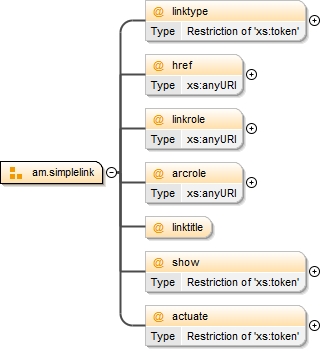 @ linktype
Type Restriction of 'xs:token'
@ href
Type xs:anyURI
@ linkrole
Type xs:anyURI
am.simplelink
@ arcrole
Type xs:anyURI
@ linktitle
@ show
Type Restriction of 'xs:token'
@ actuate
Type Restriction of 'xs:token'